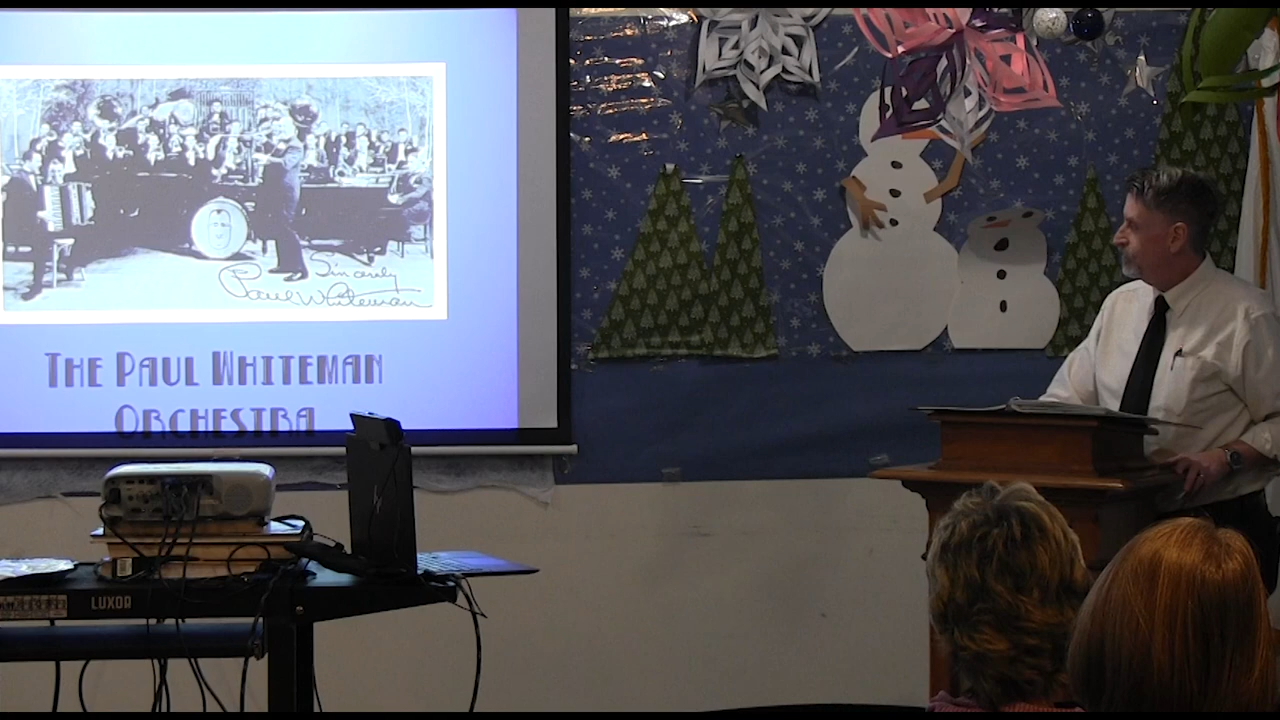 Sincerely
Paul Whiteman
THE PAUL WHITEMAN
ORCHESTRA
LUXOR